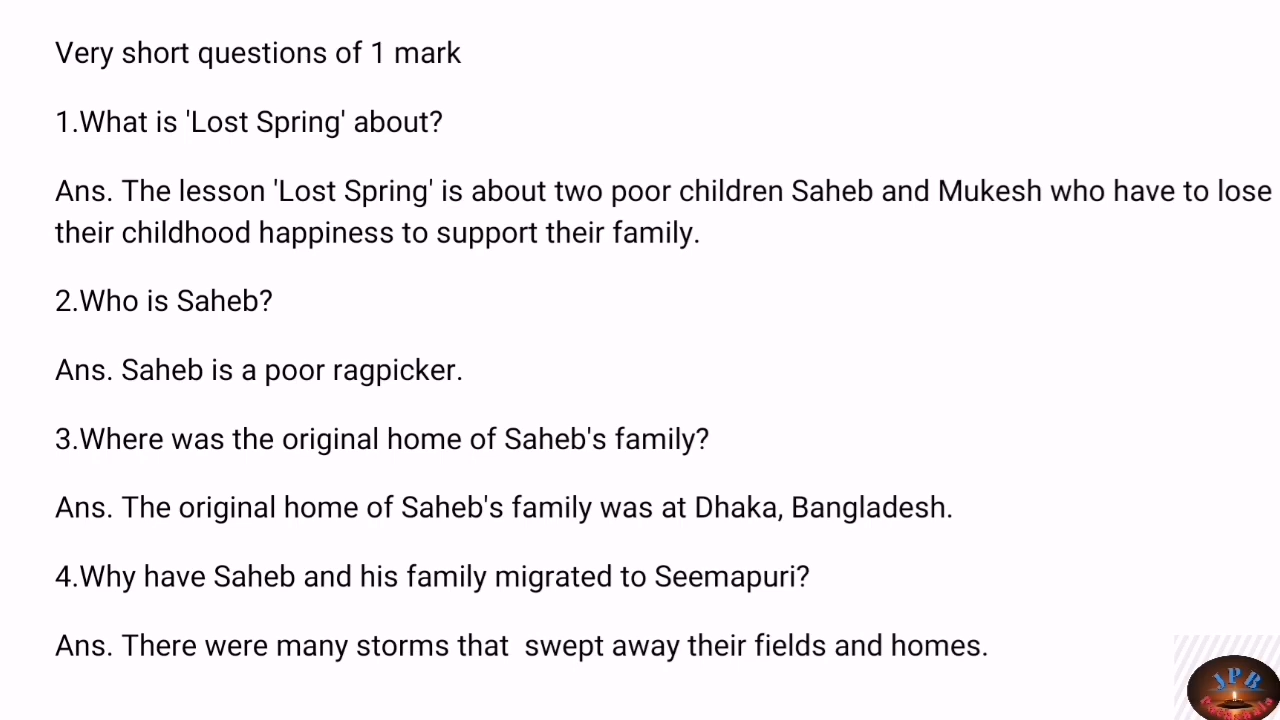 Very short questions of 1 mark
1.What is 'Lost Spring' about?
Ans. The lesson 'Lost Spring' is about two poor children Saheb and Mukesh who have to lose
their childhood happiness to support their family.
2.Who is Saheb?
Ans. Saheb is a poor ragpicker.
3.Where was the original home of Saheb's family?
Ans. The original home of Saheb's family was at Dhaka, Bangladesh.
4.Why have Saheb and his family migrated to Seemapuri?
Ans. There were many storms that  swept away their fields and homes.
JPB